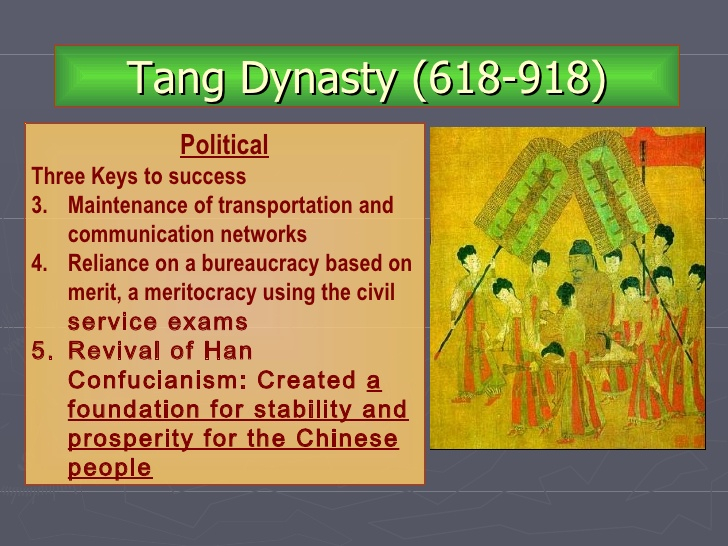 Tang Dynasty (618-918)
Political
Three Keys to success
3. Maintenance of transportation and
communication networks
4. Reliance on a bureaucracy based on
merit, a meritocracy using the civil
service exams
5. Revival of Han
Confucianism: Created a
foundation for stability and
prosperity for the Chinese
people